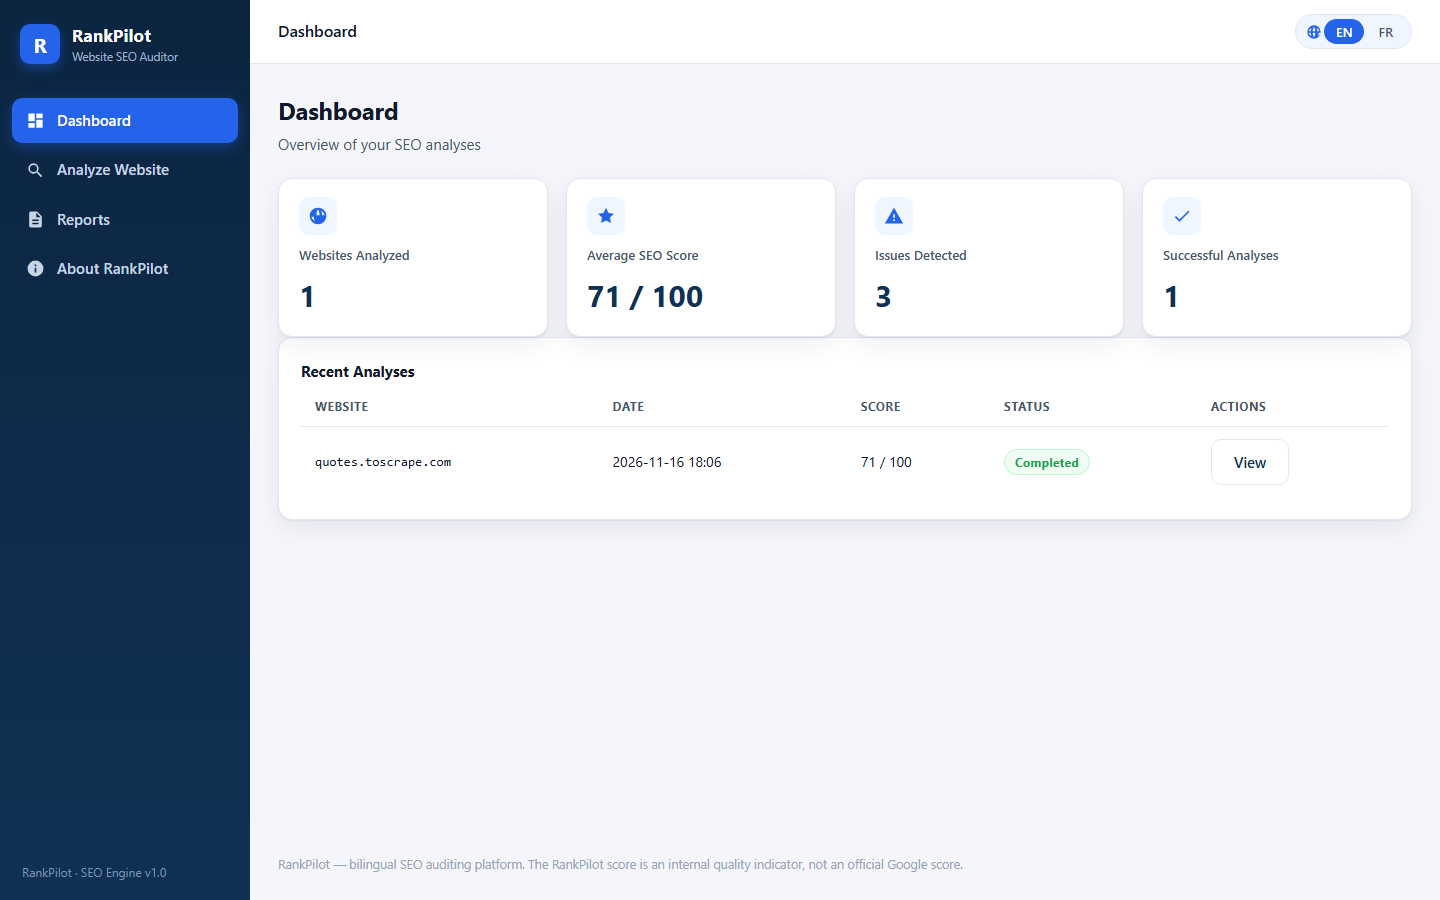 R
RankPilot
Website SEO Auditor
Dashboard
Analyze Website
Reports
About RankPilot
RankPilot · SEO Engine v1.0
Dashboard
EN FR
Dashboard
Overview of your SEO analyses
Websites Analyzed
1
Average SEO Score
71 / 100
Issues Detected
3
Successful Analyses
1
Recent Analyses
WEBSITE DATE SCORE STATUS ACTIONS
quotes.toscrape.com 2026-11-16 18:06 71 / 100 Completed View
RankPilot — bilingual SEO auditing platform. The RankPilot score is an internal quality indicator, not an official Google score.